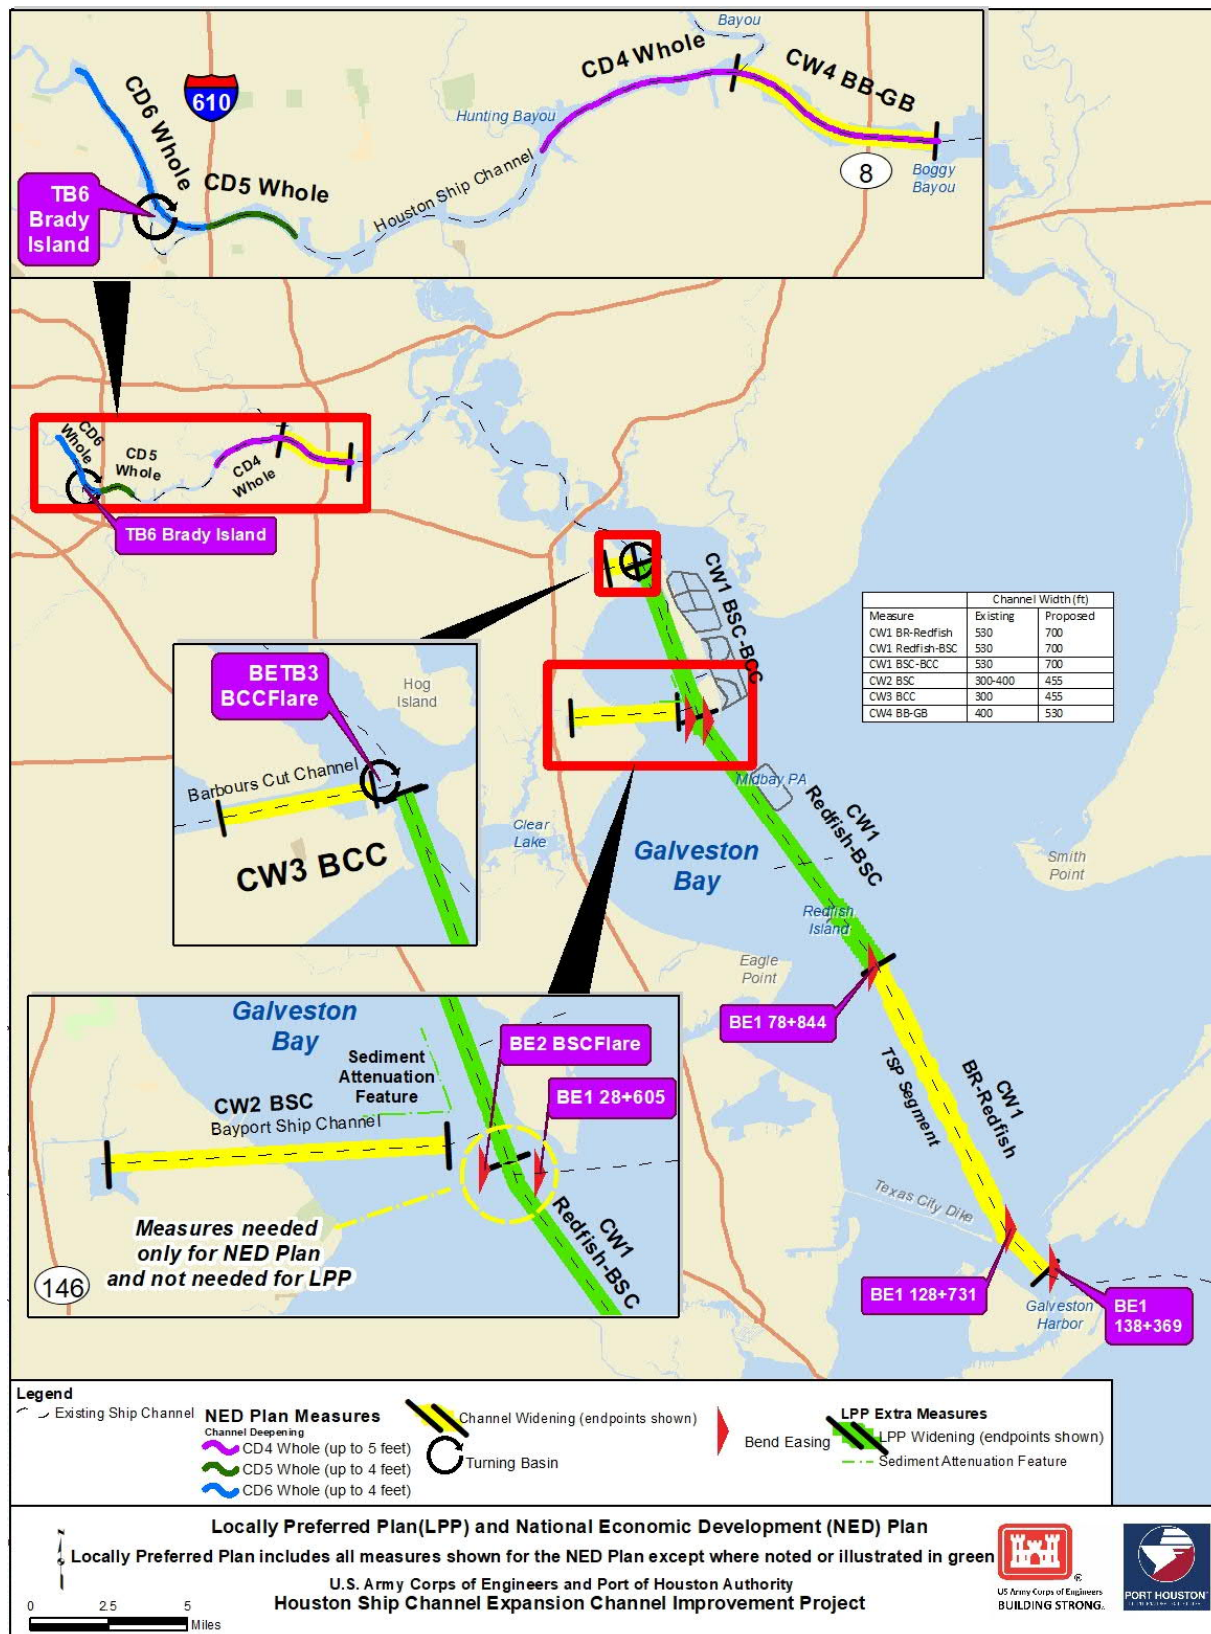 Bayou
CD4 Whole
CW4 BB-GB
CD6 Whole
610
Hunting Bayou
TB6
Brady
Island
CD5 Whole
Houston Ship Channel
8
Boggy
Bayou
CD6
Whole
CD5
Whole
CD4
Whole
TB6 Brady Island
CW1 BSC-BCC
Channel Width (ft)
Measure Existing Proposed
CW1 BR-Redfish 530 700
CW1 Redfish-BSC 530 700
CW1 BSC-BCC 530 700
CW2 BSC 300-400 455
CW3 BCC 300 455
CW4 BB-GB 400 530
BETB3
BCCFlare
Hog
Island
Barbours Cut Channel
CW3 BCC
Midbay PA
CW1
Redfish-BSC
Clear
Lake
Galveston
Bay
Smith
Point
Redfish
Island
Eagle
Point
BE1 78+844
TSP Segment
CW1
BR-Redfish
Texas City Dike
BE1 128+731
Galveston
Harbor
BE1
138+369
Galveston
Bay
Sediment
Attenuation
Feature
BE2 BSCFlare
BE1 28+605
CW2 BSC
Bayport Ship Channel
CW1
Redfish-BSC
Measures needed
only for NED Plan
and not needed for LPP
146
Legend
Existing Ship Channel
NED Plan Measures
Channel Deepening
CD4 Whole (up to 5 feet)
CD5 Whole (up to 4 feet)
CD6 Whole (up to 4 feet)
Channel Widening (endpoints shown)
Turning Basin
Bend Easing
LPP Extra Measures
LPP Widening (endpoints shown)
Sediment Attenuation Feature
Locally Preferred Plan(LPP) and National Economic Development (NED) Plan
Locally Preferred Plan includes all measures shown for the NED Plan except where noted or illustrated in green
U.S. Army Corps of Engineers and Port of Houston Authority
Houston Ship Channel Expansion Channel Improvement Project
N
0 2.5 5
Miles
US Army Corps of Engineers
BUILDING STRONG®
PORT HOUSTON